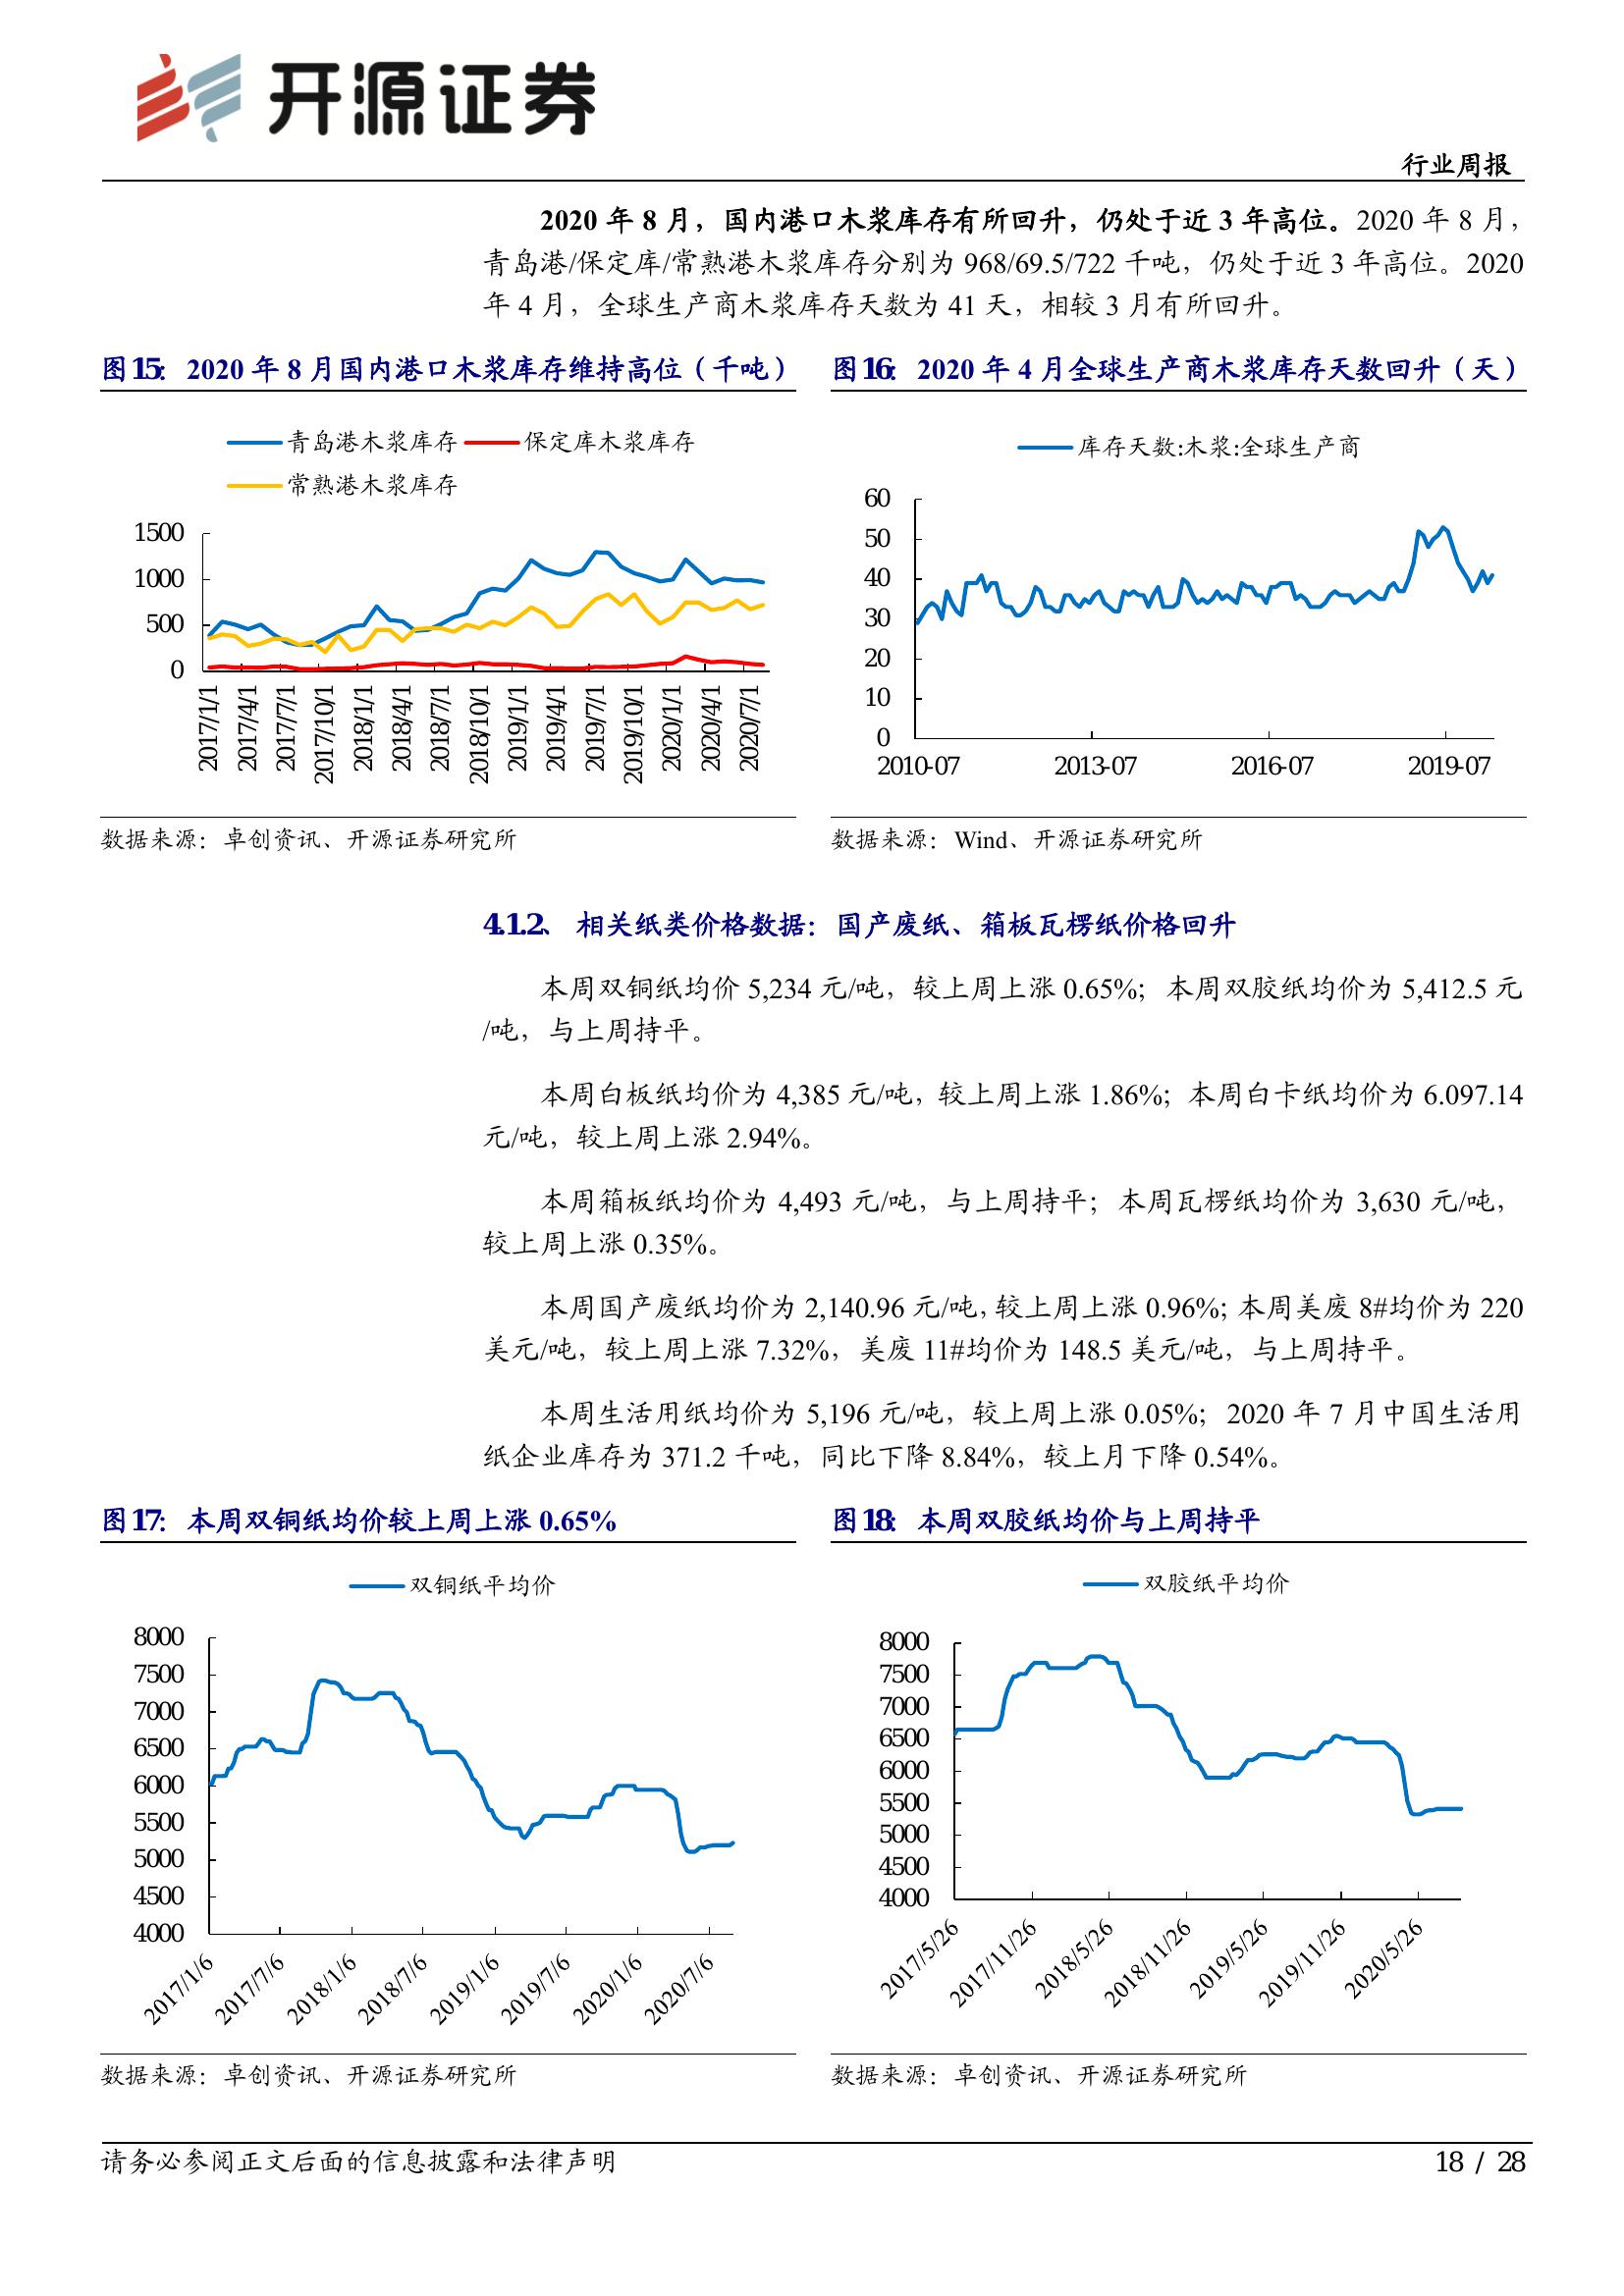 开源证券
行业周报
2020 年 8 月，国内港口木浆库存有所回升，仍处于近 3 年高位。2020 年 8 月，
青岛港/保定库/常熟港木浆库存分别为 968/69.5/722 千吨，仍处于近 3 年高位。2020
年 4 月，全球生产商木浆库存天数为 41 天，相较 3 月有所回升。
图15： 2020 年 8 月国内港口木浆库存维持高位（千吨）
青岛港木浆库存 保定库木浆库存
常熟港木浆库存
1500
1000
500
0
2017/1/1 2017/4/1 2017/7/1 2017/10/1 2018/1/1 2018/4/1 2018/7/1 2018/10/1 2019/1/1 2019/4/1 2019/7/1 2019/10/1 2020/1/1 2020/4/1 2020/7/1
数据来源：卓创资讯、开源证券研究所
图16： 2020 年 4 月全球生产商木浆库存天数回升（天）
库存天数:木浆:全球生产商
60
50
40
30
20
10
0
2010-07 2013-07 2016-07 2019-07
数据来源：Wind、开源证券研究所
4.1.2、 相关纸类价格数据：国产废纸、箱板瓦楞纸价格回升
本周双铜纸均价 5,234 元/吨，较上周上涨 0.65%；本周双胶纸均价为 5,412.5 元
/吨，与上周持平。
本周白板纸均价为 4,385 元/吨，较上周上涨 1.86%；本周白卡纸均价为 6.097.14
元/吨，较上周上涨 2.94%。
本周箱板纸均价为 4,493 元/吨，与上周持平；本周瓦楞纸均价为 3,630 元/吨，
较上周上涨 0.35%。
本周国产废纸均价为 2,140.96 元/吨，较上周上涨 0.96%；本周美废 8#均价为 220
美元/吨，较上周上涨 7.32%，美废 11#均价为 148.5 美元/吨，与上周持平。
本周生活用纸均价为 5,196 元/吨，较上周上涨 0.05%；2020 年 7 月中国生活用
纸企业库存为 371.2 千吨，同比下降 8.84%，较上月下降 0.54%。
图17： 本周双铜纸均价较上周上涨 0.65%
双铜纸平均价
8000
7500
7000
6500
6000
5500
5000
4500
4000
2017/1/6 2017/7/6 2018/1/6 2018/7/6 2019/1/6 2019/7/6 2020/1/6 2020/7/6
数据来源：卓创资讯、开源证券研究所
图18： 本周双胶纸均价与上周持平
双胶纸平均价
8000
7500
7000
6500
6000
5500
5000
4500
4000
2017/5/26 2017/11/26 2018/5/26 2018/11/26 2019/5/26 2019/11/26 2020/5/26
数据来源：卓创资讯、开源证券研究所
请务必参阅正文后面的信息披露和法律声明
18 / 28